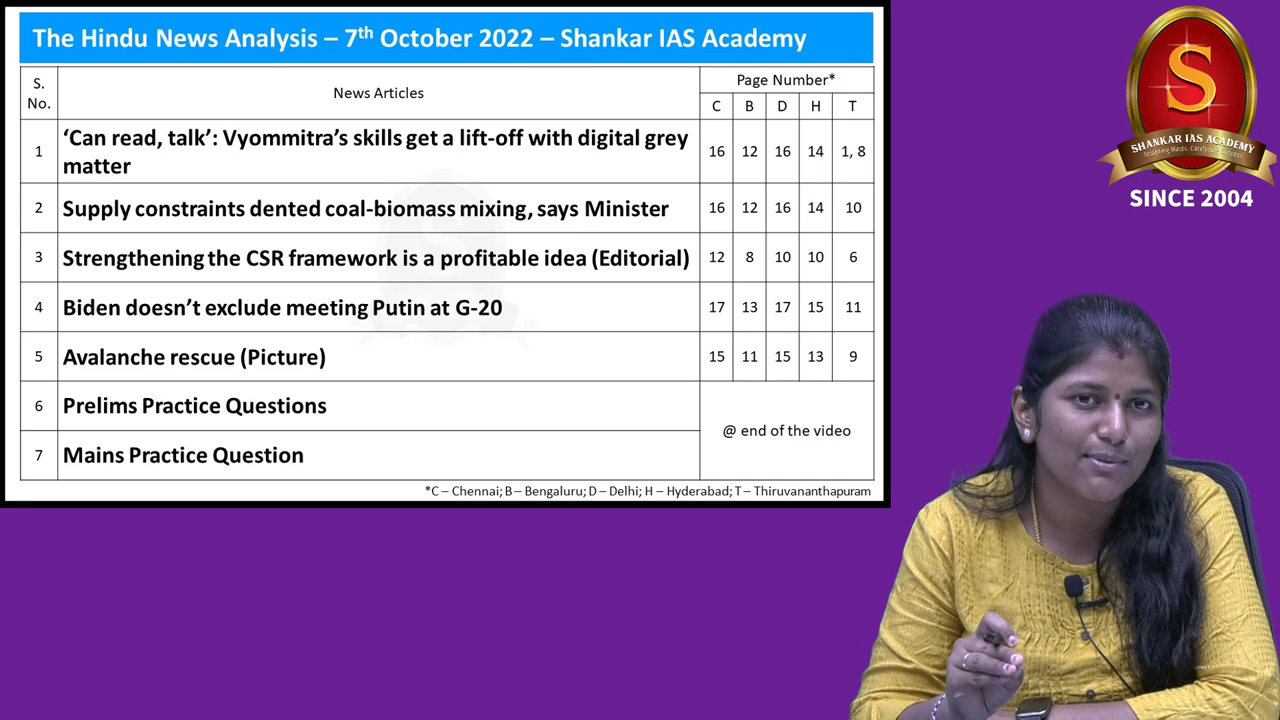 The Hindu News Analysis – 7th October 2022 – Shankar IAS Academy
S. No. News Articles Page Number*
C B D H T
1 ‘Can read, talk’: Vyommitra’s skills get a lift-off with digital grey matter 16 12 16 14 1, 8
2 Supply constraints dented coal-biomass mixing, says Minister 16 12 16 14 10
3 Strengthening the CSR framework is a profitable idea (Editorial) 12 8 10 10 6
4 Biden doesn’t exclude meeting Putin at G-20 17 13 17 15 11
5 Avalanche rescue (Picture) 15 11 15 13 9
6 Prelims Practice Questions
@ end of the video
7 Mains Practice Question
*C – Chennai; B – Bengaluru; D – Delhi; H – Hyderabad; T – Thiruvananthapuram
S
SHANKAR IAS ACADEMY
SINCE 2004